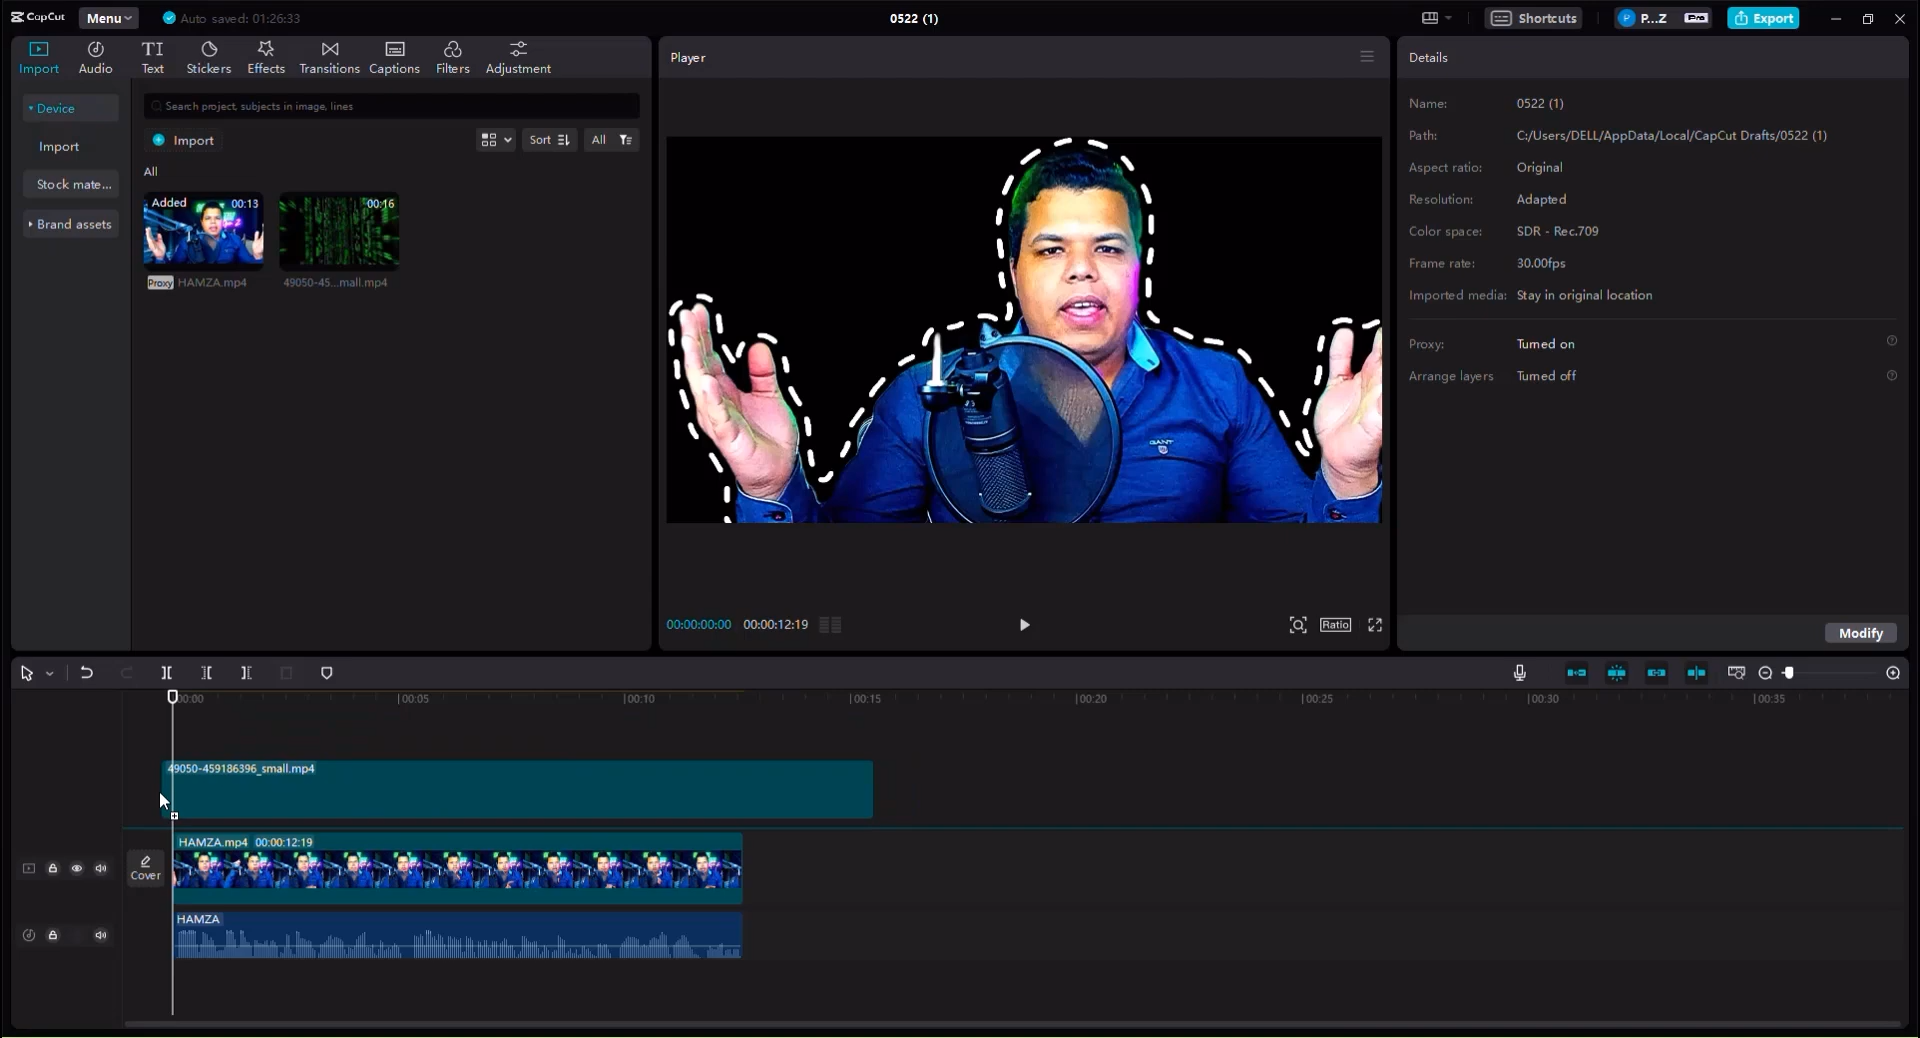 CapCut
Menu
Auto saved: 01:26:33
0522 (1)
Shortcuts
P
P...Z
Pro
Export
Import
Audio
TI
Text
Stickers
Effects
Transitions
Captions
Filters
Adjustment
Device
Import
Stock mate...
Brand assets
Search project, subjects in image, lines
Import
Sort
All
All
Added
00:13
00:16
Proxy
HAMZA.mp4
49050-45...mall.mp4
Player
GANT
00:00:00:00
00:00:12:19
Ratio
Details
Name:
0522 (1)
Path:
C:/Users/DELL/AppData/Local/CapCut Drafts/0522 (1)
Aspect ratio:
Original
Resolution:
Adapted
Color space:
SDR - Rec.709
Frame rate:
30.00fps
Imported media:
Stay in original location
Proxy:
Turned on
Arrange layers
Turned off
Modify
00:00
00:05
00:10
00:15
00:20
00:25
00:30
00:35
49050-459186396_small.mp4
HAMZA.mp4 00:00:12:19
Cover
HAMZA